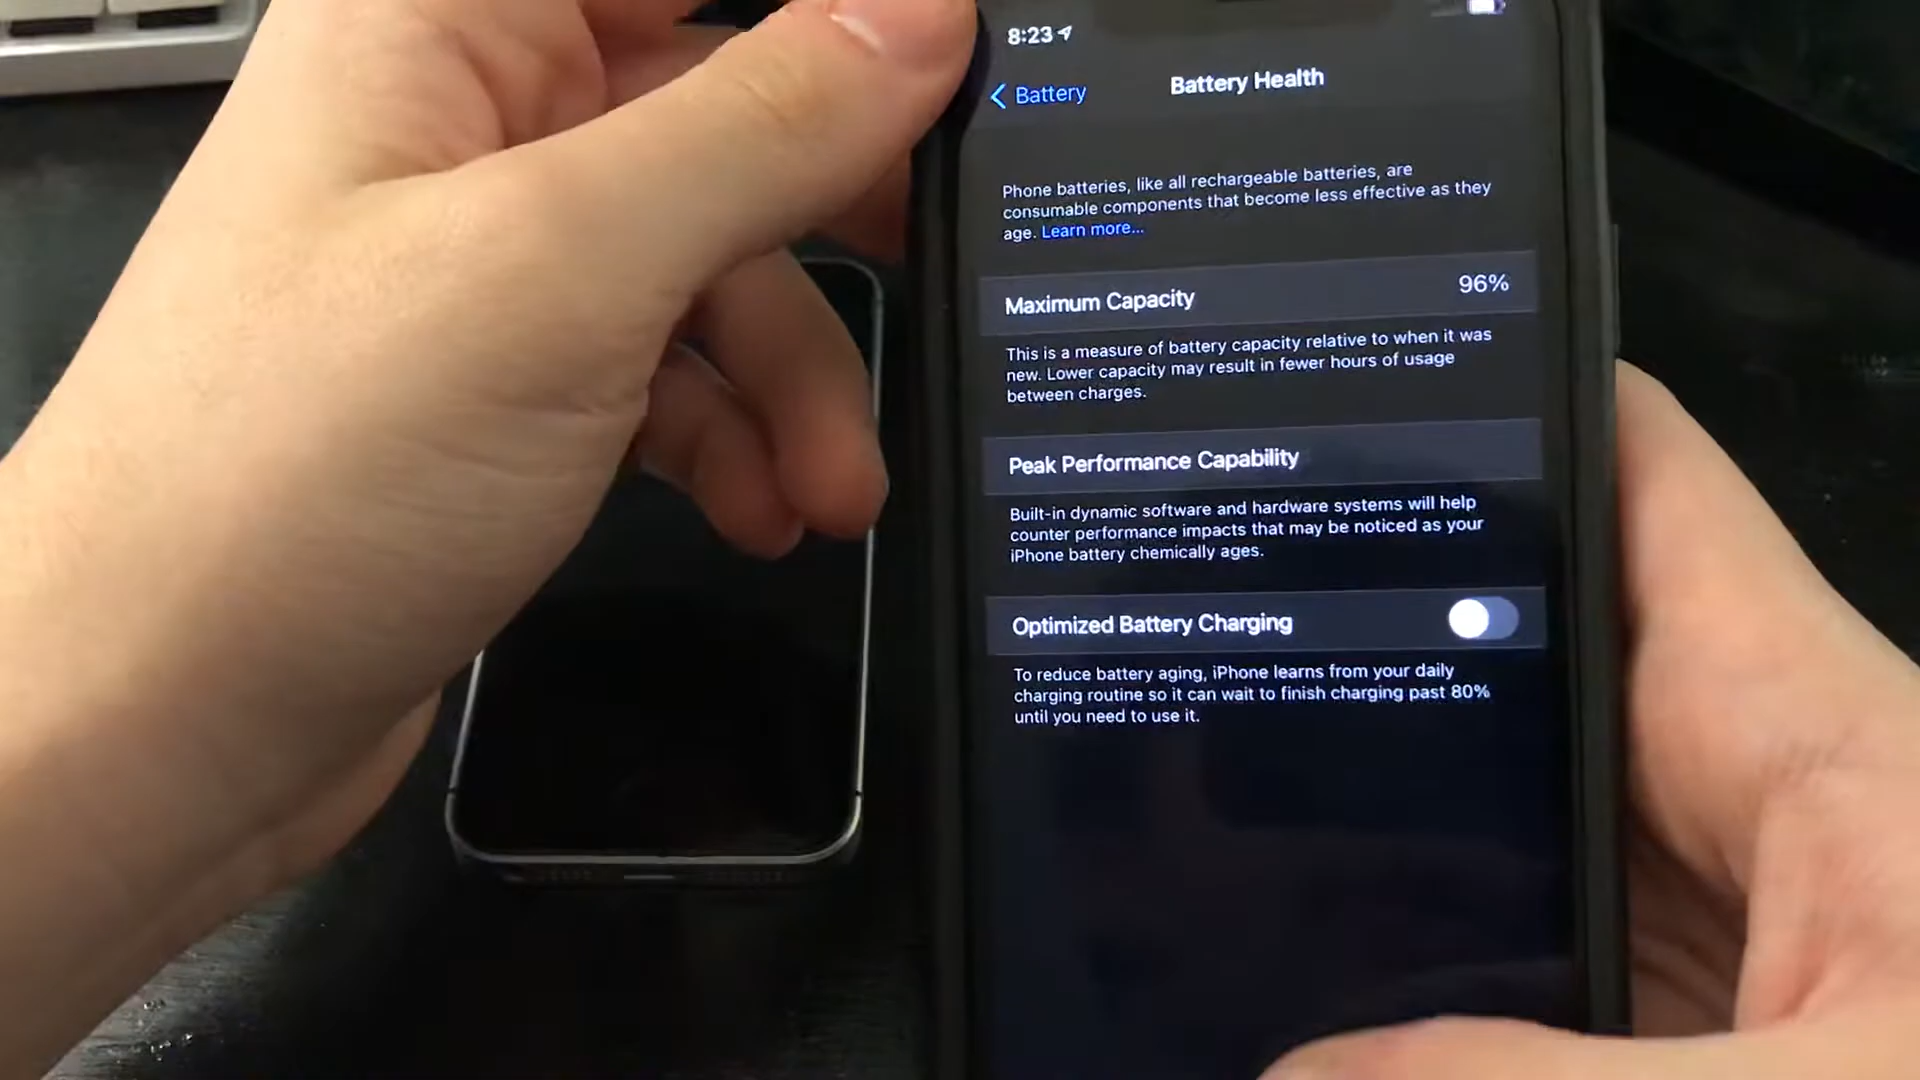 8:23
Battery
Battery Health
Phone batteries, like all rechargeable batteries, are
consumable components that become less effective as they
age. Learn more...
Maximum Capacity 96%
This is a measure of battery capacity relative to when it was
new. Lower capacity may result in fewer hours of usage
between charges.
Peak Performance Capability
Built-in dynamic software and hardware systems will help
counter performance impacts that may be noticed as your
iPhone battery chemically ages.
Optimized Battery Charging
To reduce battery aging, iPhone learns from your daily
charging routine so it can wait to finish charging past 80%
until you need to use it.